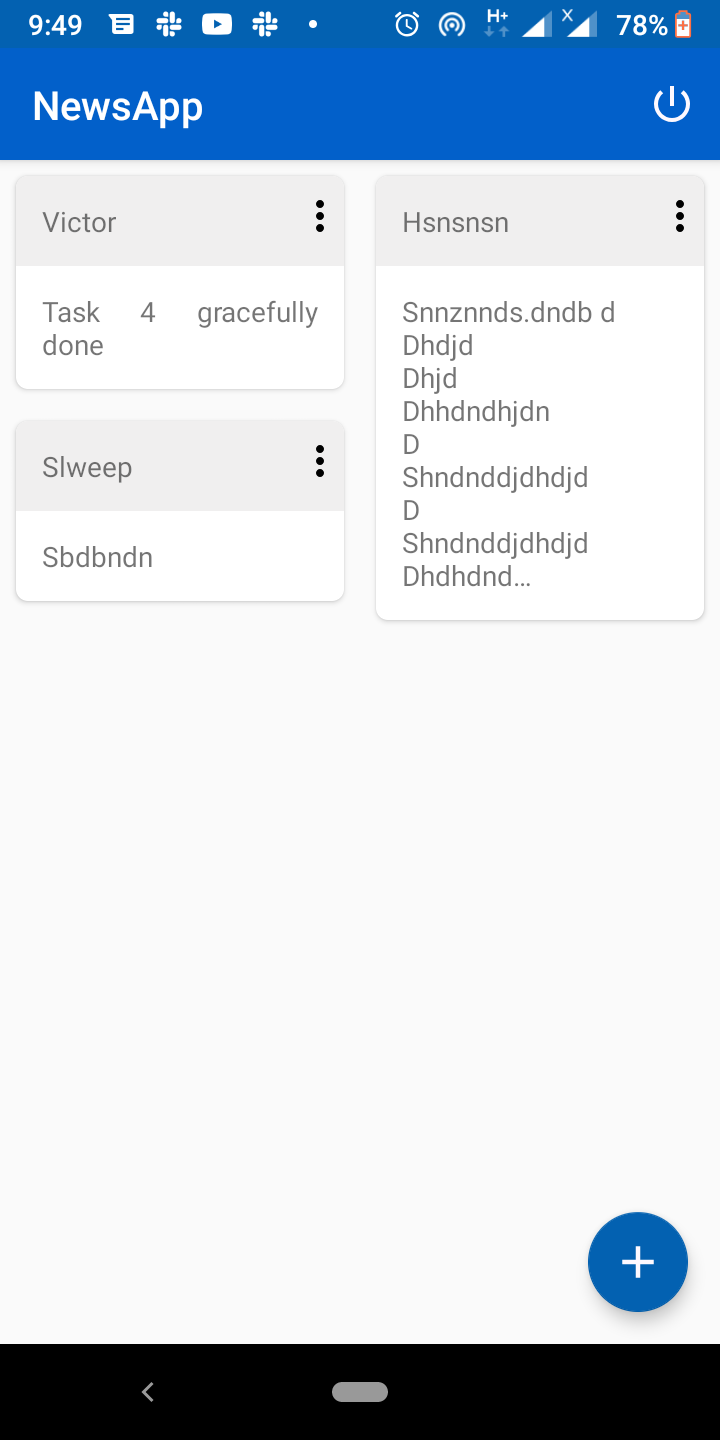 9:49
H+
X
78%
NewsApp
Victor
Task 4 gracefully
done
Slweep
Sbdbndn
Hsnsnsn
Snnznnds.dndb d
Dhdjd
Dhjd
Dhhdndhjdn
D
Shndnddjdhdjd
D
Shndnddjdhdjd
Dhdhdnd...